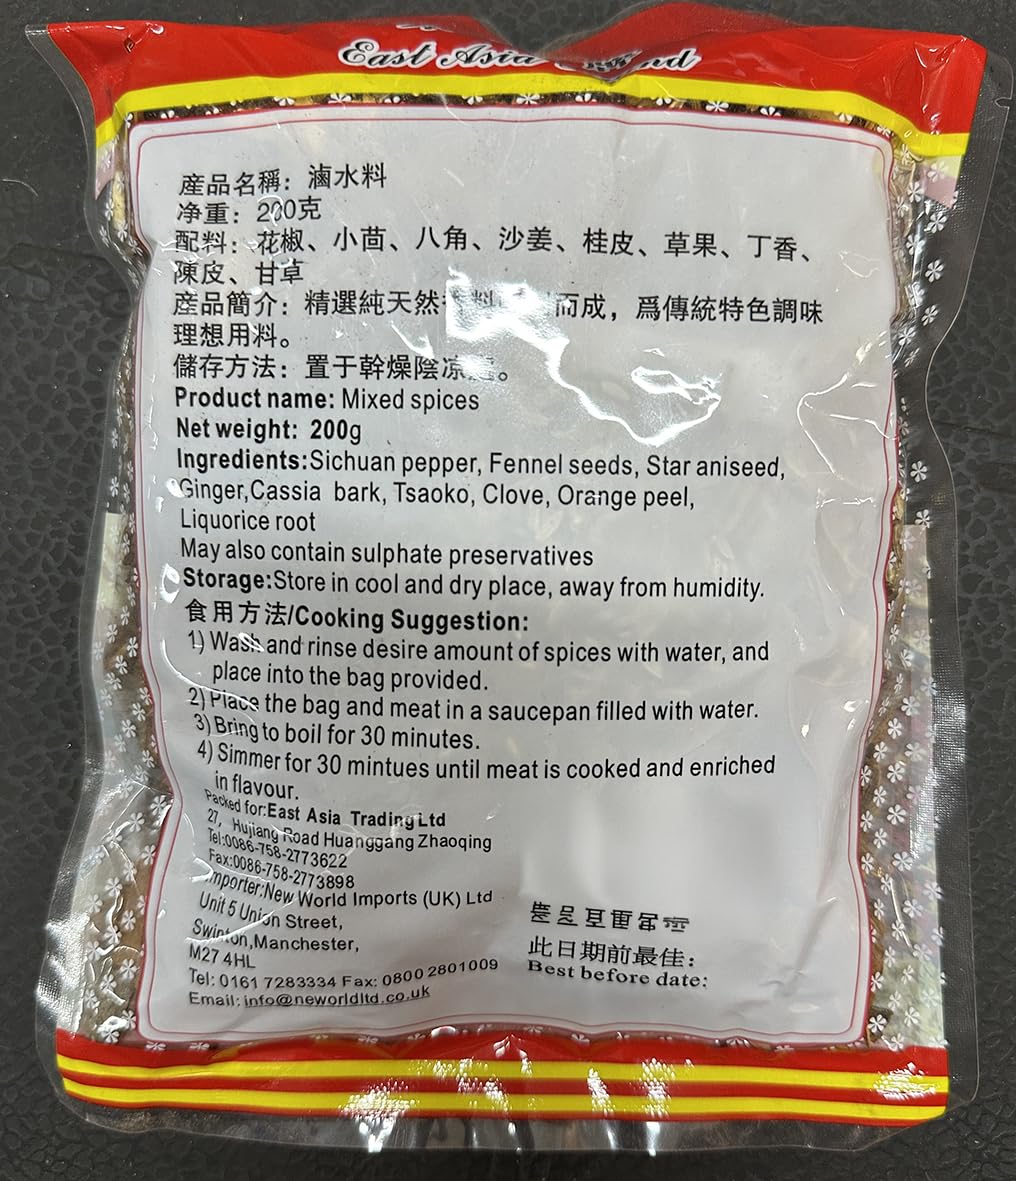 East Asia Brand
產品名稱：滷水料
净重：200克
配料：花椒、小茴、八角、沙姜、桂皮、草果、丁香、
陳皮、甘草
產品簡介：精選純天然 料 而成，爲傳統特色調味
理想用料。
儲存方法：置于幹燥陰凉 。
Product name: Mixed spices
Net weight: 200g
Ingredients:Sichuan pepper, Fennel seeds, Star aniseed,
Ginger,Cassia bark, Tsaoko, Clove, Orange peel,
Liquorice root
May also contain sulphate preservatives
Storage:Store in cool and dry place, away from humidity.
食用方法/Cooking Suggestion:
1) Wash and rinse desire amount of spices with water, and
place into the bag provided.
2) Place the bag and meat in a saucepan filled with water.
3) Bring to boil for 30 minutes.
4) Simmer for 30 mintues until meat is cooked and enriched
in flavour.
Packed for:East Asia Trading Ltd
27, Hujiang Road Huanggang Zhaoqing
Tel:0086-758-2773622
Fax:0086-758-2773898
Importer:New World Imports (UK) Ltd
Unit 5 Union Street,
Swinton,Manchester,
M27 4HL
Tel: 0161 7283334 Fax: 0800 2801009
Email: info@neworldltd.co.uk
此日期前最佳：
Best before date: